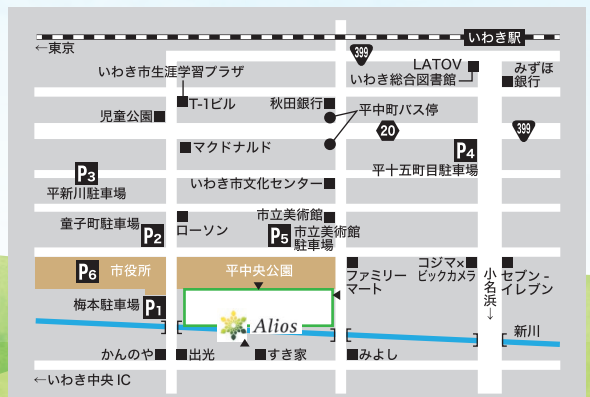 いわき駅
←東京
399
LATOV
いわき総合図書館
みずほ
銀行
いわき市生涯学習プラザ
T-1ビル
秋田銀行
平中町バス停
児童公園
20
399
マクドナルド
P4
平十五町目駐車場
P3
平新川駐車場
いわき市文化センター
童子町駐車場
P2
ローソン
市立美術館
P5
市立美術館
駐車場
P6
市役所
平中央公園
ファミリー
マート
コジマ×
ビックカメラ
小名浜→
セブン-
イレブン
梅本駐車場
P1
Alios
新川
かんのや
出光
すき家
みよし
←いわき中央IC